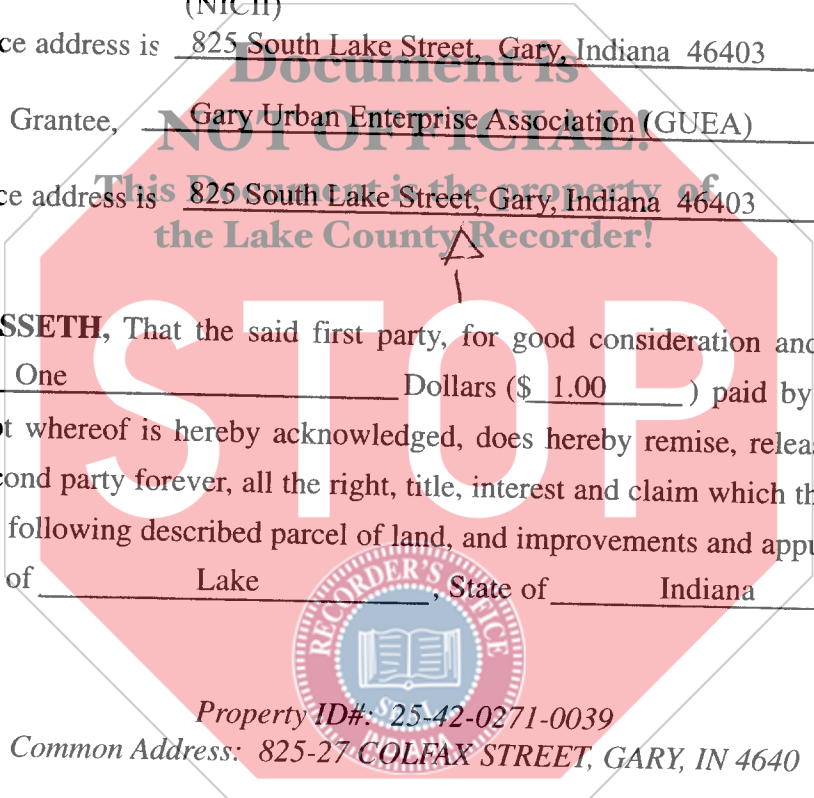 (NICH)
ce address is 825 South Lake Street, Gary, Indiana 46403
Document is
Grantee, Gary Urban Enterprise Association (GUEA)
NOT OFFICIAL!
This Document is the property of
ce address is 825 South Lake Street, Gary, Indiana 46403
the Lake County Recorder!
SSETH, That the said first party, for good consideration and
One Dollars ($ 1.00 ) paid by
STOP
t whereof is hereby acknowledged, does hereby remise, relea
cond party forever, all the right, title, interest and claim which th
following described parcel of land, and improvements and appu
of Lake, State of Indiana
RECORDER'S OFFICE
SEAL
INDIANA
Property ID#: 25-42-0271-0039
Common Address: 825-27 COLFAX STREET, GARY, IN 4640